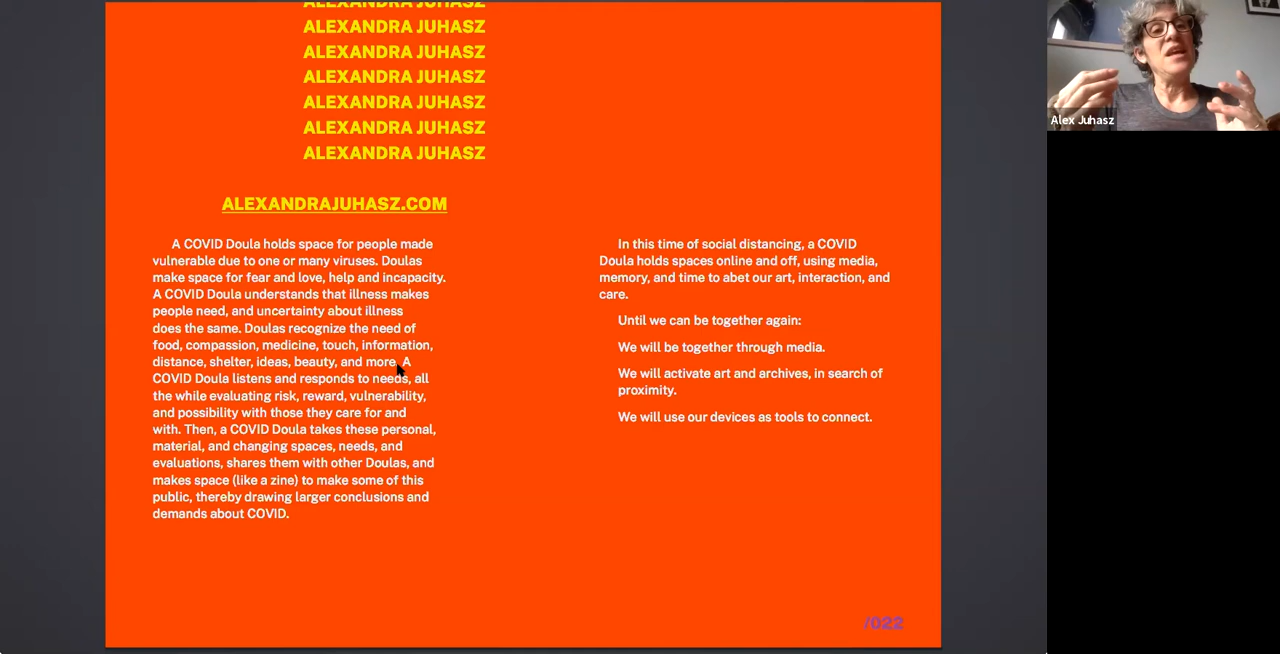 ALEXANDRA JUHASZ
ALEXANDRA JUHASZ
ALEXANDRA JUHASZ
ALEXANDRA JUHASZ
ALEXANDRA JUHASZ
ALEXANDRA JUHASZ
ALEXANDRA JUHASZ
ALEXANDRAJUHASZ.COM
A COVID Doula holds space for people made
vulnerable due to one or many viruses. Doulas
make space for fear and love, help and incapacity.
A COVID Doula understands that illness makes
people need, and uncertainty about illness
does the same. Doulas recognize the need of
food, compassion, medicine, touch, information,
distance, shelter, ideas, beauty, and more. A
COVID Doula listens and responds to needs, all
the while evaluating risk, reward, vulnerability,
and possibility with those they care for and
with. Then, a COVID Doula takes these personal,
material, and changing spaces, needs, and
evaluations, shares them with other Doulas, and
makes space (like a zine) to make some of this
public, thereby drawing larger conclusions and
demands about COVID.
In this time of social distancing, a COVID
Doula holds spaces online and off, using media,
memory, and time to abet our art, interaction, and
care.
Until we can be together again:
We will be together through media.
We will activate art and archives, in search of
proximity.
We will use our devices as tools to connect.
/022
Alex Juhasz